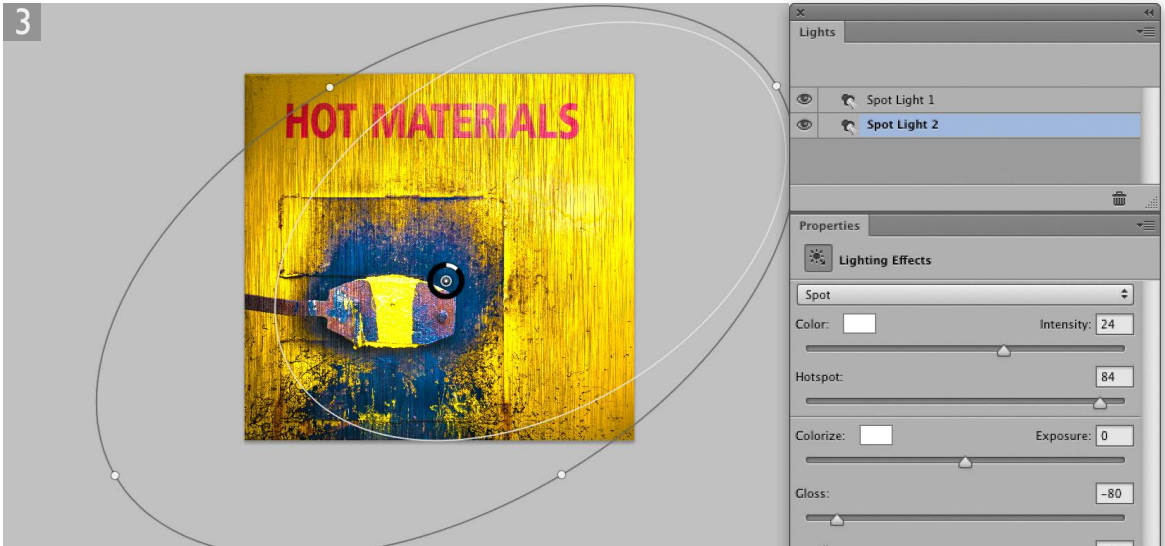 3
HOT MATERIALS
Lights
Spot Light 1
Spot Light 2
Properties
Lighting Effects
Spot
Color: Intensity: 24
Hotspot: 84
Colorize: Exposure: 0
Gloss: -80